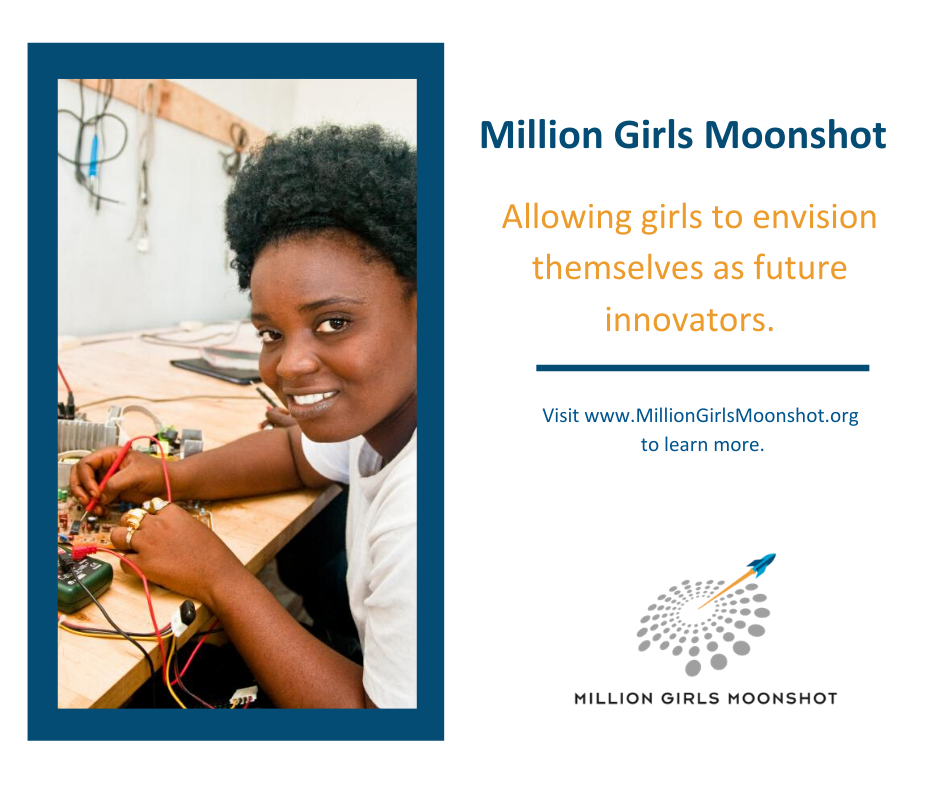 Million Girls Moonshot
Allowing girls to envision
themselves as future
innovators.
Visit www.MillionGirlsMoonshot.org
to learn more.
MILLION GIRLS MOONSHOT